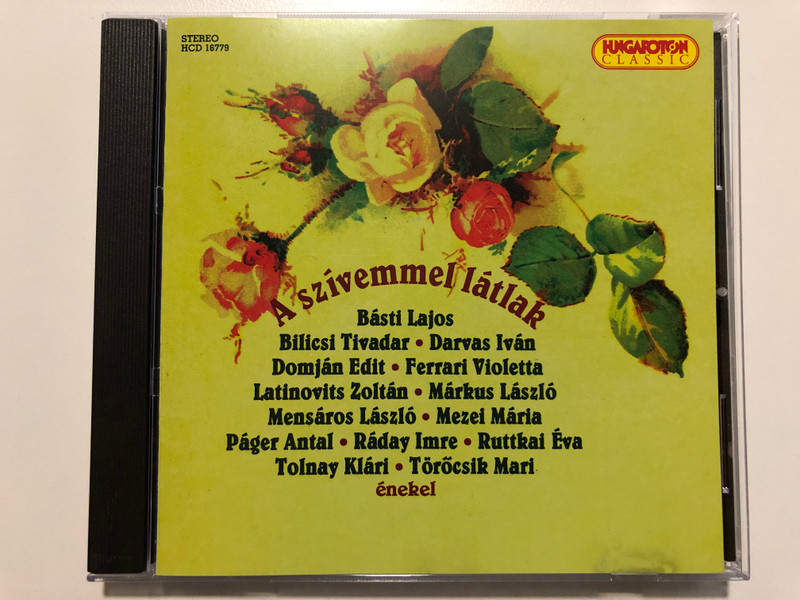 STEREO
HCD 16779
HUNGAROTON
CLASSIC
A szívemmel látlak
Básti Lajos
Bilicsi Tivadar • Darvas Iván
Domján Edit • Ferrari Violetta
Latinovits Zoltán • Márkus László
Mensáros László • Mezei Mária
Páger Antal • Ráday Imre • Ruttkai Éva
Tolnay Klári • Törőcsik Mari
énekel